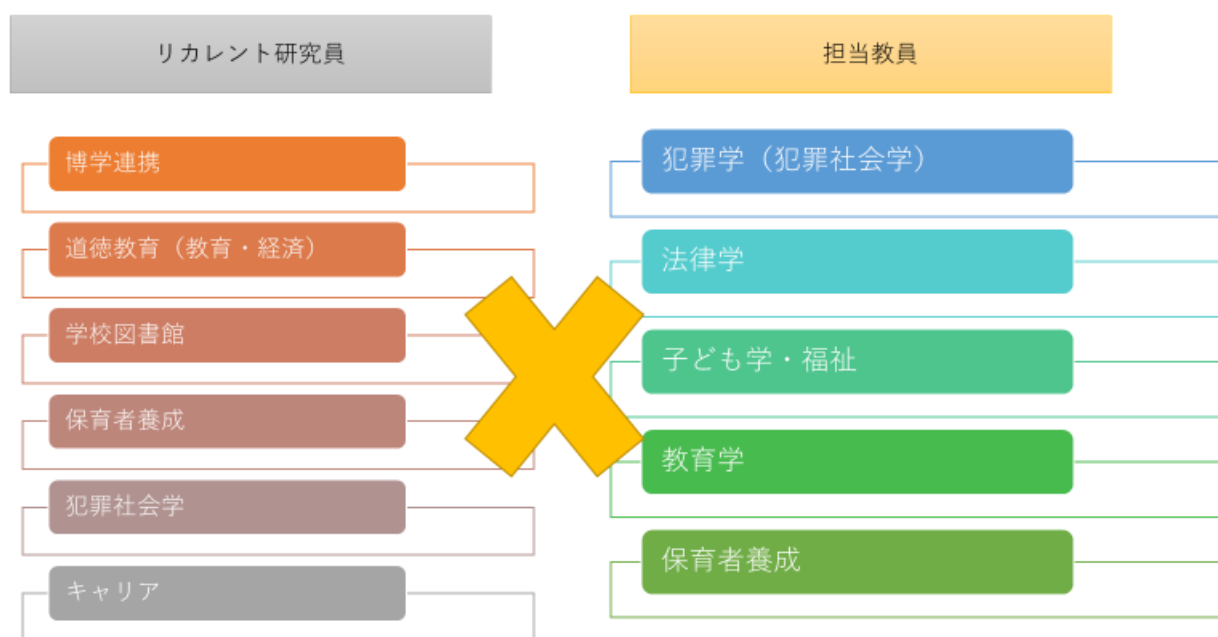 リカレント研究員
博学連携
道徳教育（教育・経済）
学校図書館
保育者養成
犯罪社会学
キャリア
担当教員
犯罪学（犯罪社会学）
法律学
子ども学・福祉
教育学
保育者養成